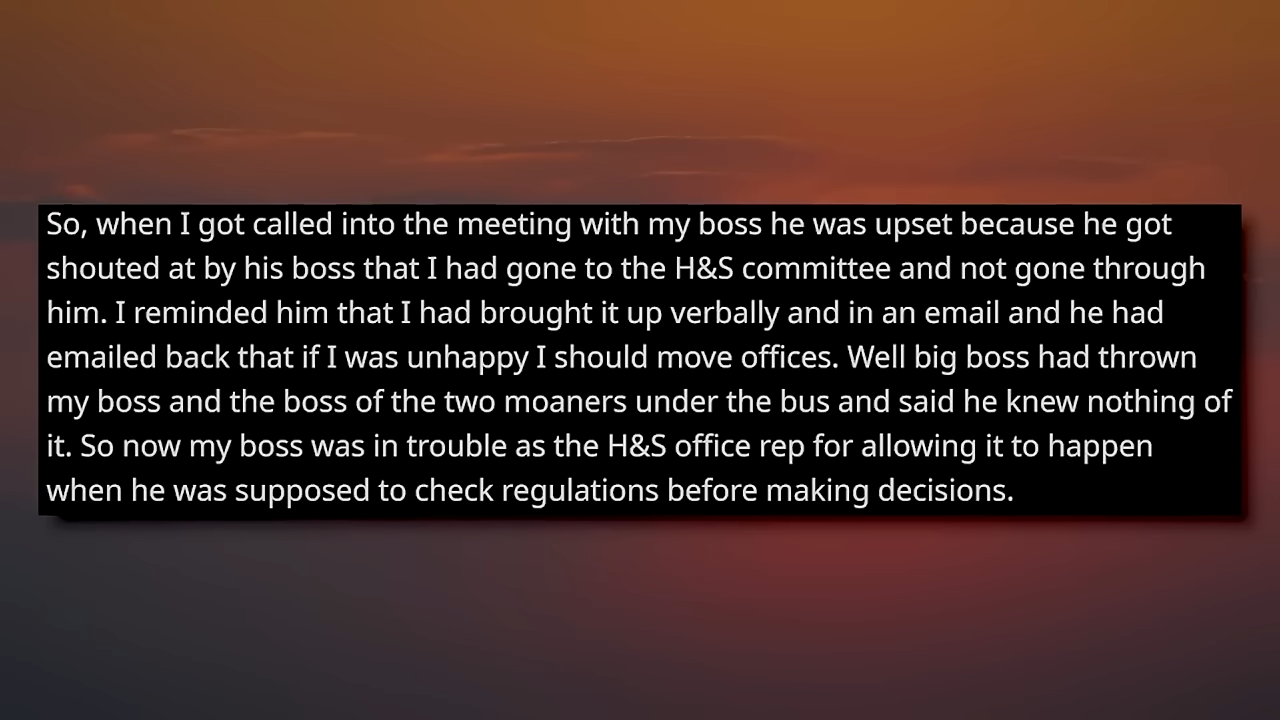 So, when I got called into the meeting with my boss he was upset because he got
shouted at by his boss that I had gone to the H&S committee and not gone through
him. I reminded him that I had brought it up verbally and in an email and he had
emailed back that if I was unhappy I should move offices. Well big boss had thrown
my boss and the boss of the two moaners under the bus and said he knew nothing of
it. So now my boss was in trouble as the H&S office rep for allowing it to happen
when he was supposed to check regulations before making decisions.